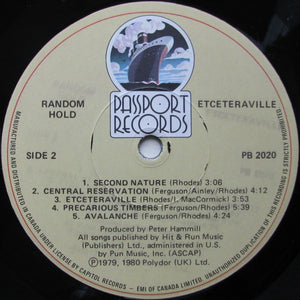 PASSPORT
RECORDS
RANDOM
HOLD
ETCETERAVILLE
SIDE 2
PB 2020
1. SECOND NATURE (Rhodes) 3:06
2. CENTRAL RESERVATION (Ferguson/Ainley/Rhodes) 4:12
3. ETCETERAVILLE (Rhodes/L. MacCormick) 3:53
4. PRECARIOUS TIMBERS (Ferguson/Rhodes) 5:50
5. AVALANCHE (Ferguson/Rhodes) 4:24
Produced by Peter Hammill
All songs published by Hit & Run Music
(Publishers) Ltd., administered in U.S.
by Pun Music, Inc. (ASCAP)
℗1979, 1980 Polydor (UK) Ltd.
MANUFACTURED AND DISTRIBUTED IN CANADA UNDER LICENSE BY CAPITOL RECORDS - EMI OF CANADA LIMITED. UNAUTHORIZED DUPLICATION OF THIS RECORDING IS STRICTLY PROHIBITED.